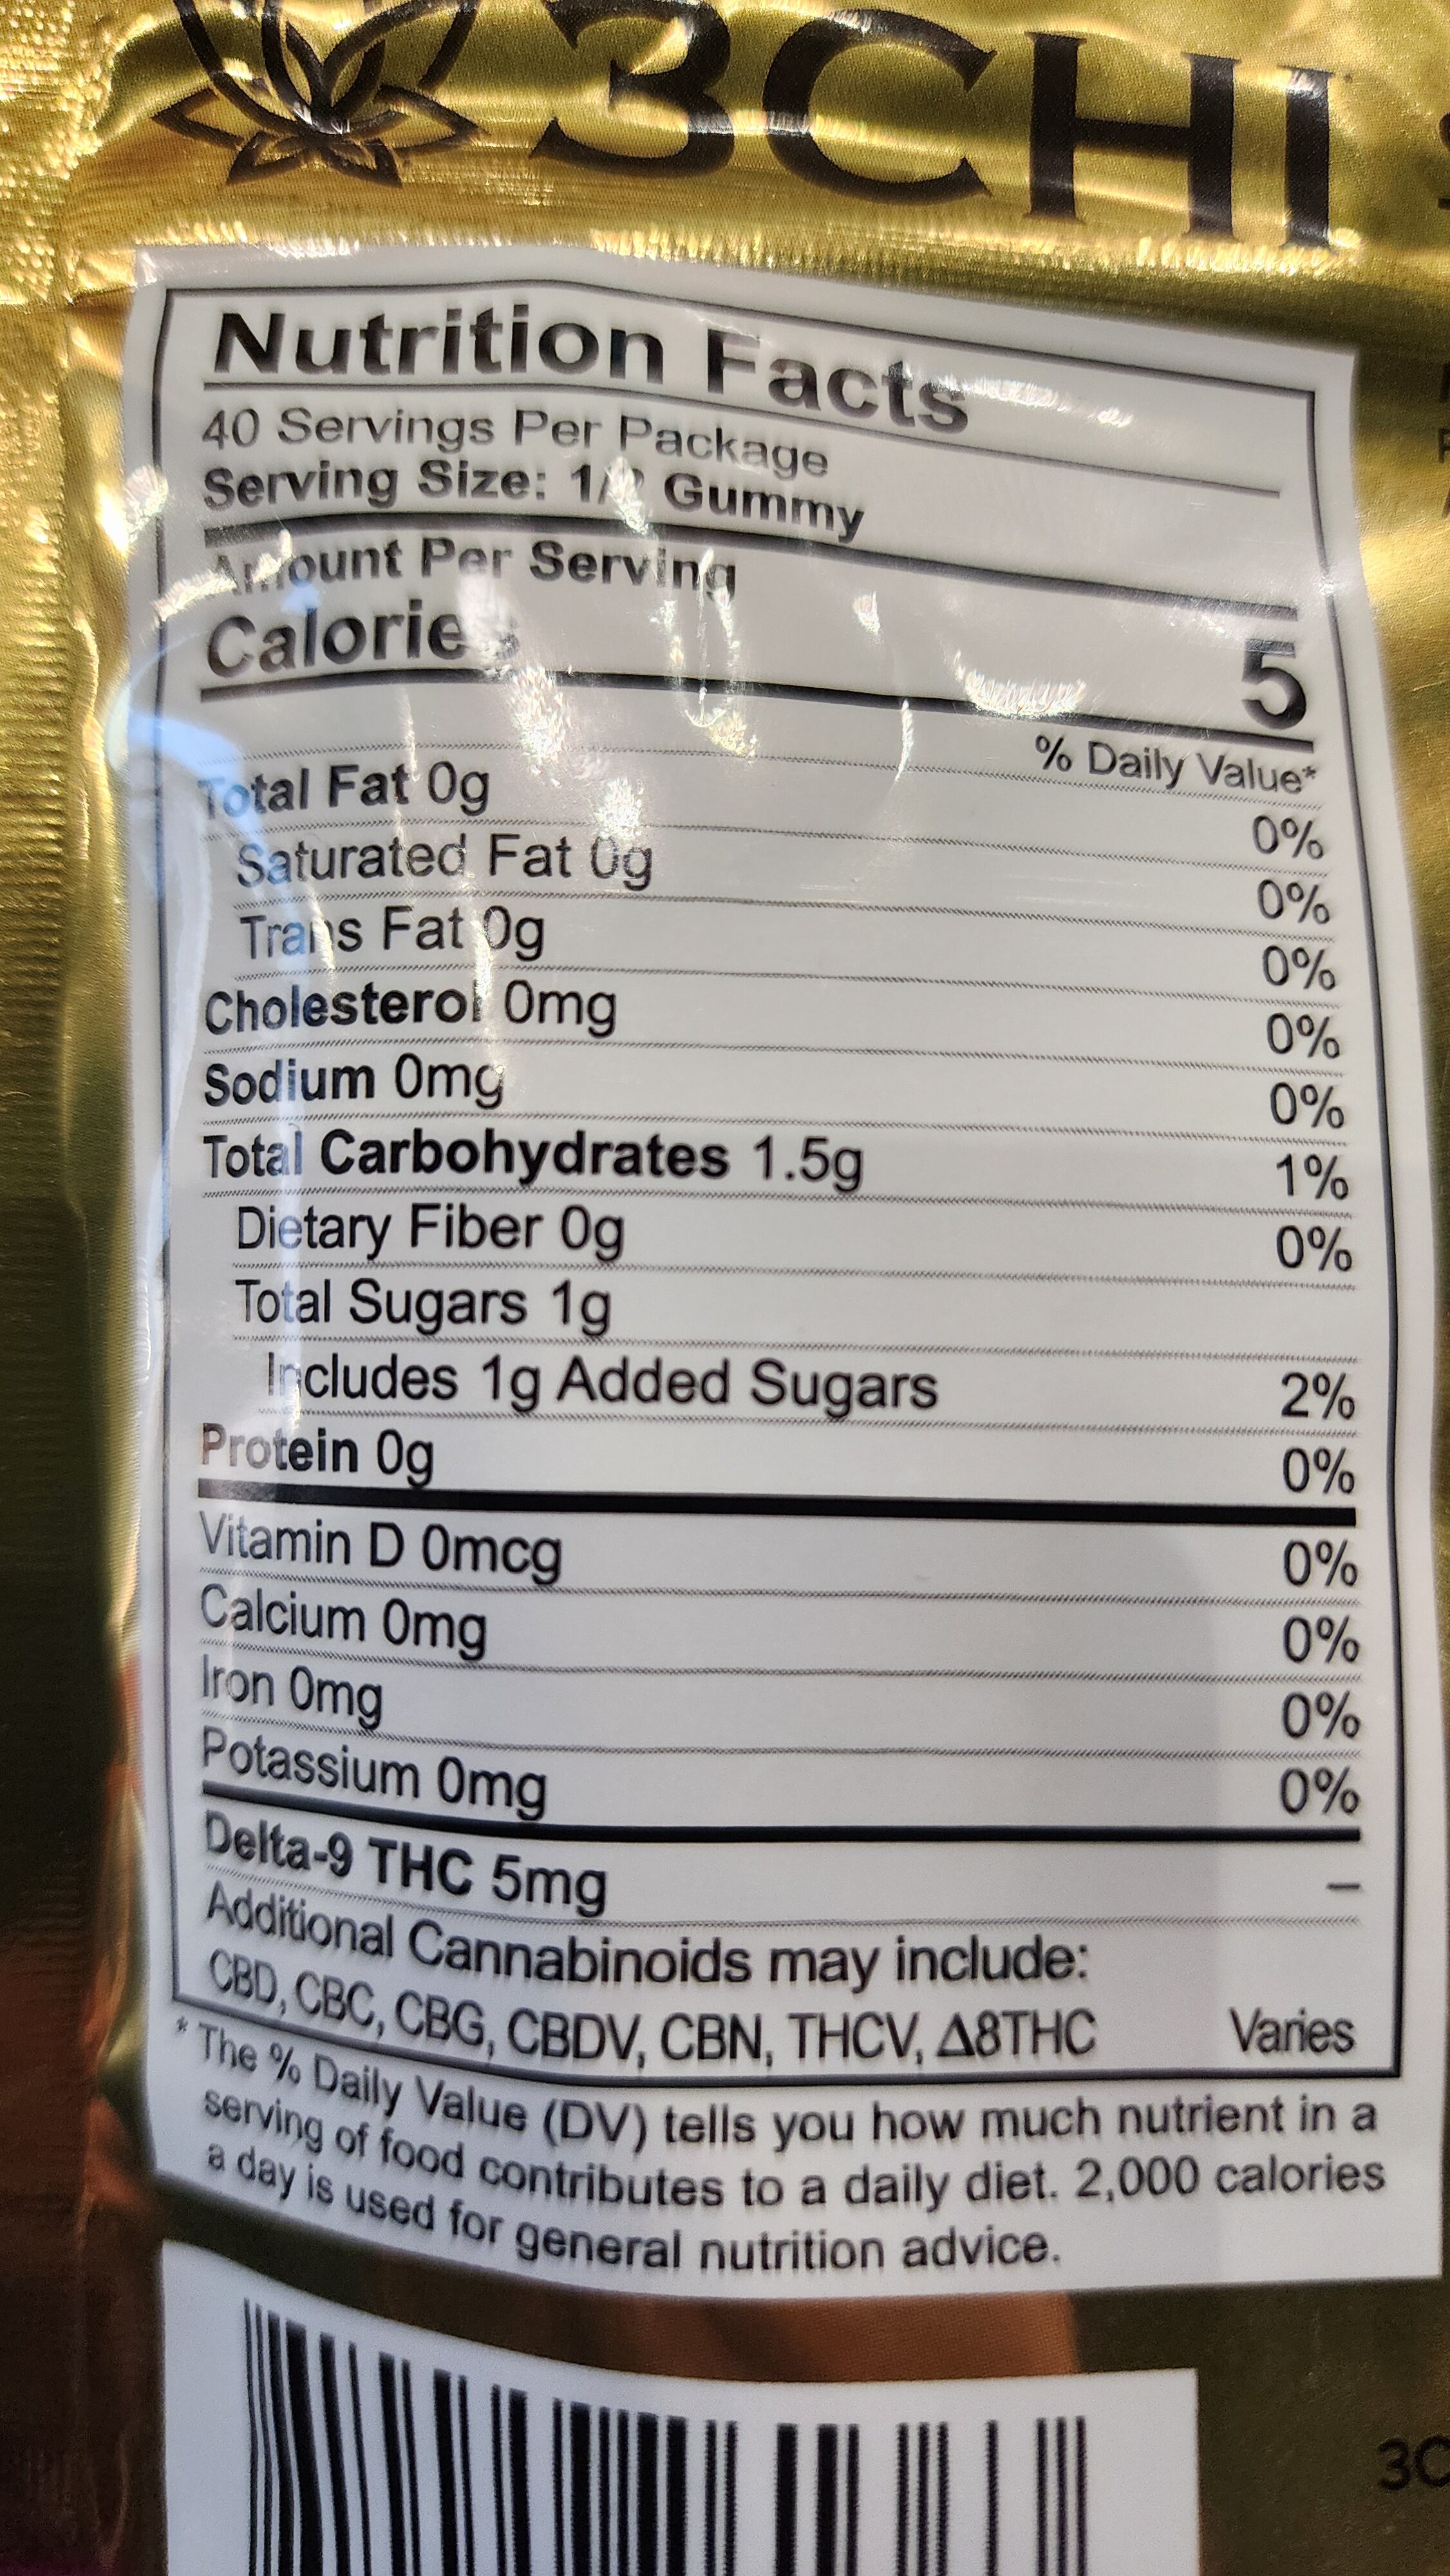 3CHI
Nutrition Facts
40 Servings Per Package
Serving Size: 1/2 Gummy
Amount Per Serving
Calories 5
% Daily Value*
Total Fat 0g 0%
Saturated Fat 0g 0%
Trans Fat 0g 0%
Cholesterol 0mg 0%
Sodium 0mg 0%
Total Carbohydrates 1.5g 1%
Dietary Fiber 0g 0%
Total Sugars 1g
Includes 1g Added Sugars 2%
Protein 0g 0%
Vitamin D 0mcg 0%
Calcium 0mg 0%
Iron 0mg 0%
Potassium 0mg 0%
Delta-9 THC 5mg –
Additional Cannabinoids may include:
CBD, CBC, CBG, CBDV, CBN, THCV, Δ8THC Varies
* The % Daily Value (DV) tells you how much nutrient in a
serving of food contributes to a daily diet. 2,000 calories
a day is used for general nutrition advice.